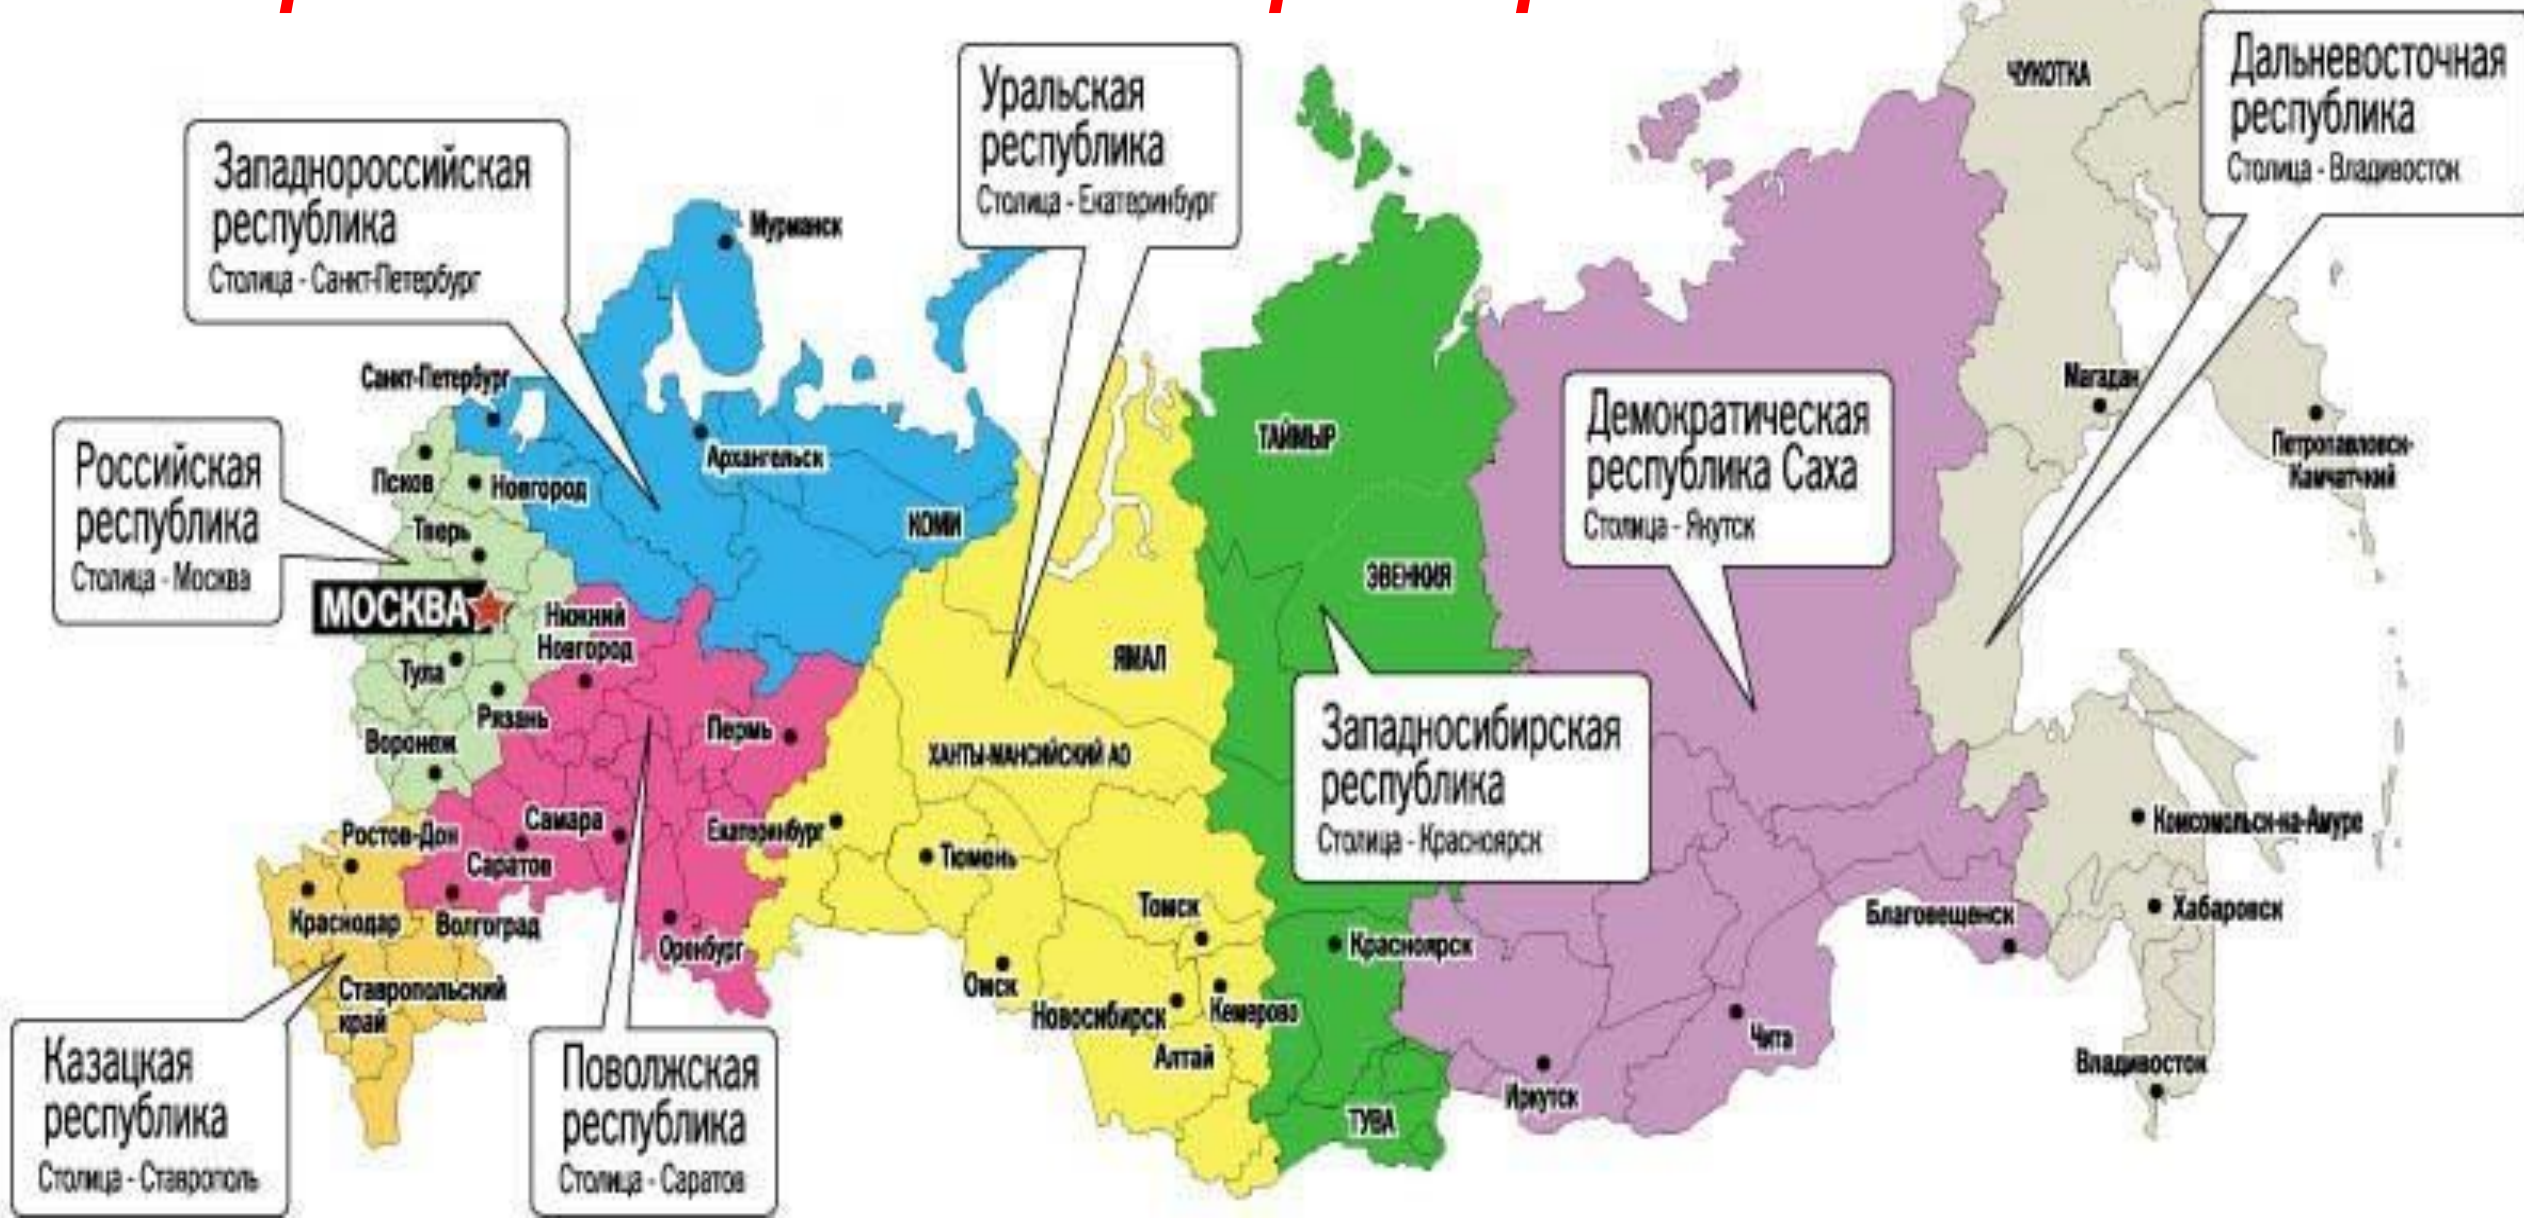 Западнороссийская
республика
Столица - Санкт-Петербург
Уральская
республика
Столица - Екатеринбург
Дальневосточная
республика
Столица - Владивосток
Российская
республика
Столица - Москва
Демократическая
республика Саха
Столица - Якутск
Западносибирская
республика
Столица - Красноярск
Казацкая
республика
Столица - Ставрополь
Поволжская
республика
Столица - Саратов
ЧУКОТКА
Мурманск
Санкт-Петербург
Архангельск
Псков
Новгород
Тверь
КОМИ
МОСКВА
Нижний
Новгород
Тула
Рязань
Воронеж
Пермь
Ростов-Дон
Самара
Саратов
Екатеринбург
Краснодар
Волгоград
Оренбург
Ставропольский
край
ТАЙМЫР
ЭВЕНКИЯ
ЯМАЛ
ХАНТЫ-МАНСИЙСКИЙ АО
Тюмень
Томск
Омск
Новосибирск
Кемерово
Алтай
Красноярск
ТУВА
Иркутск
Чита
Благовещенск
Магадан
Петропавловск-
Камчатчкий
Комсомольск-на-Амуре
Хабаровск
Владивосток